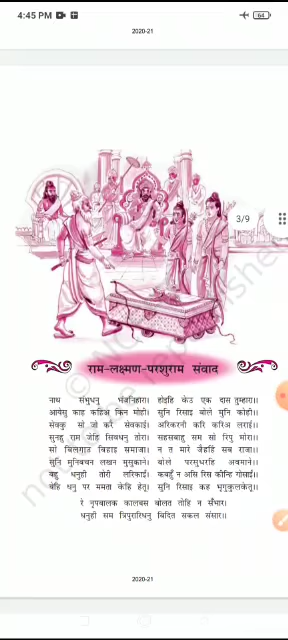 4:45 PM
64
2020-21
3/9
राम-लक्ष्मण-परशुराम संवाद
नाथ संभुधनु भंजनिहारा। होइहि केउ एक दास तुम्हारा।।
आयेसु काह कहिअ किन मोही। सुनि रिसाइ बोले मुनि कोही।।
सेवकु सो जो करै सेवकाई। अरिकरनी करि करिअ लराई।।
सुनहु राम जेहि सिवधनु तोरा। सहसबाहु सम सो रिपु मोरा।।
सो बिलगाउ बिहाइ समाजा। न त मारे जैहहिं सब राजा।।
सुनि मुनिबचन लखन मुसुकाने। बोले परसुधरहि अवमाने।।
बहु धनुही तोरी लरिकाईं। कबहुँ न असि रिस कीन्हि गोसाईं।।
येहि धनु पर ममता केहि हेतू। सुनि रिसाइ कह भृगुकुलकेतू।।
रे नृपबालक कालबस बोलत तोहि न सँभार।
धनुही सम त्रिपुरारिधनु बिदित सकल संसार।।
2020-21